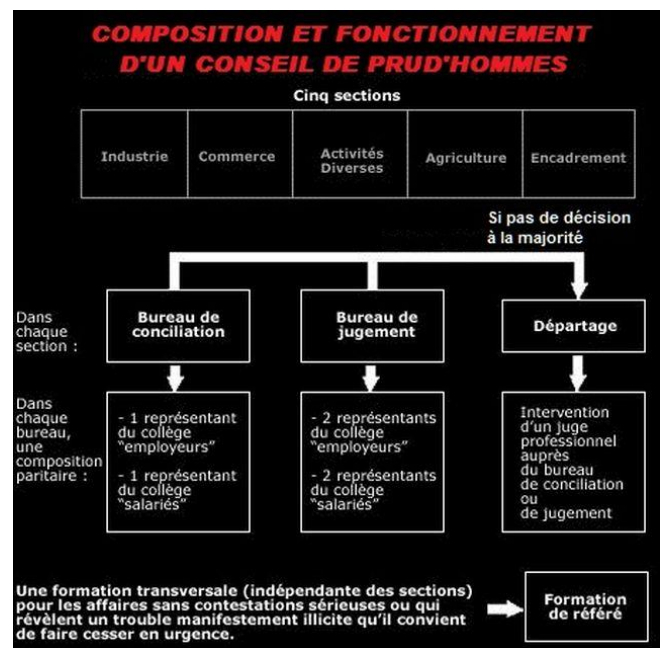 COMPOSITION ET FONCTIONNEMENT
D'UN CONSEIL DE PRUD'HOMMES
Cinq sections
Industrie
Commerce
Activités
Diverses
Agriculture
Encadrement
Si pas de décision
à la majorité
Dans
chaque
section :
Bureau de
conciliation
Bureau de
jugement
Départage
Dans
chaque
bureau,
une
composition
paritaire :
- 1 représentant
du collège
"employeurs"
- 1 représentant
du collège
"salariés"
- 2 représentants
du collège
"employeurs"
- 2 représentants
du collège
"salariés"
Intervention
d'un juge
professionnel
auprès
du bureau
de conciliation
ou
de jugement
Une formation transversale (indépendante des sections)
pour les affaires sans contestations sérieuses ou qui
révèlent un trouble manifestement illicite qu'il convient
de faire cesser en urgence.
Formation
de référé